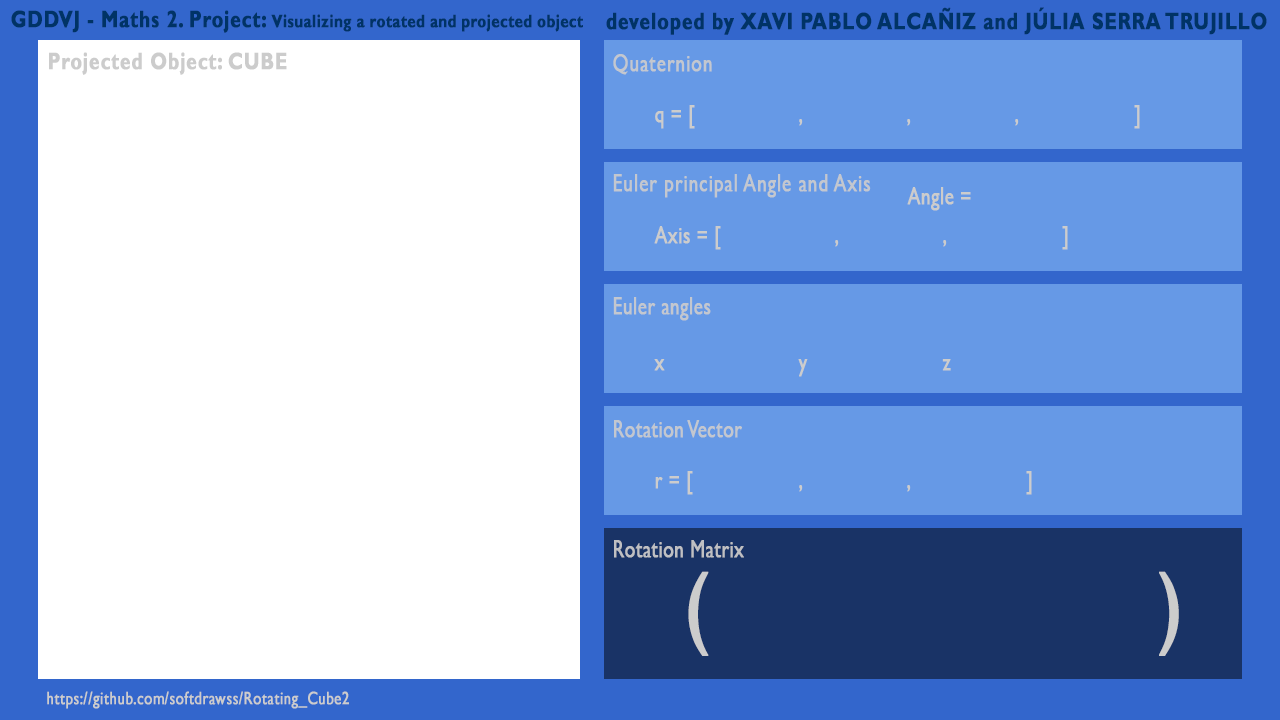 GDDVJ - Maths 2. Project: Visualizing a rotated and projected object
developed by XAVI PABLO ALCAÑIZ and JÚLIA SERRA TRUJILLO
Projected Object: CUBE
Quaternion
q = [ , , , ]
Euler principal Angle and Axis
Angle =
Axis = [ , , ]
Euler angles
x y z
Rotation Vector
r = [ , , ]
Rotation Matrix
( )
https://github.com/softdrawss/Rotating_Cube2